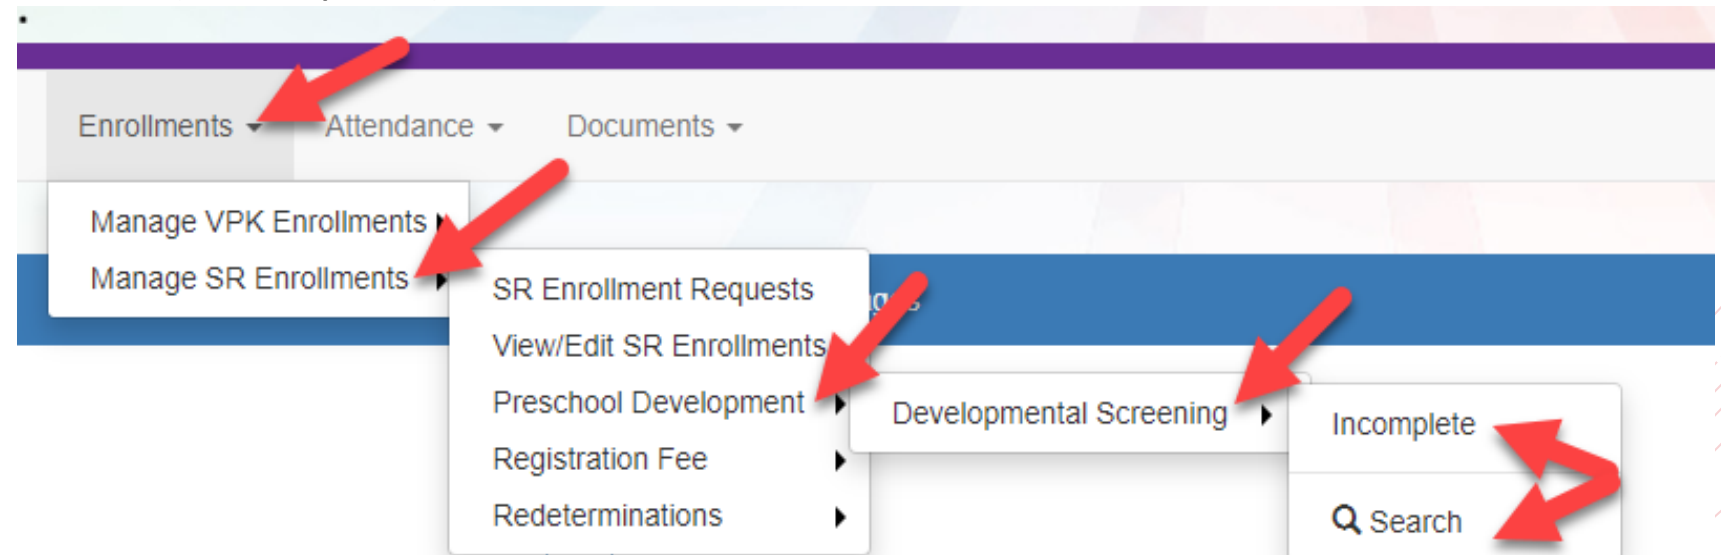 Enrollments
Attendance
Documents
Manage VPK Enrollments
Manage SR Enrollments
SR Enrollment Requests
View/Edit SR Enrollments
Preschool Development
Registration Fee
Redeterminations
Developmental Screening
Incomplete
Search